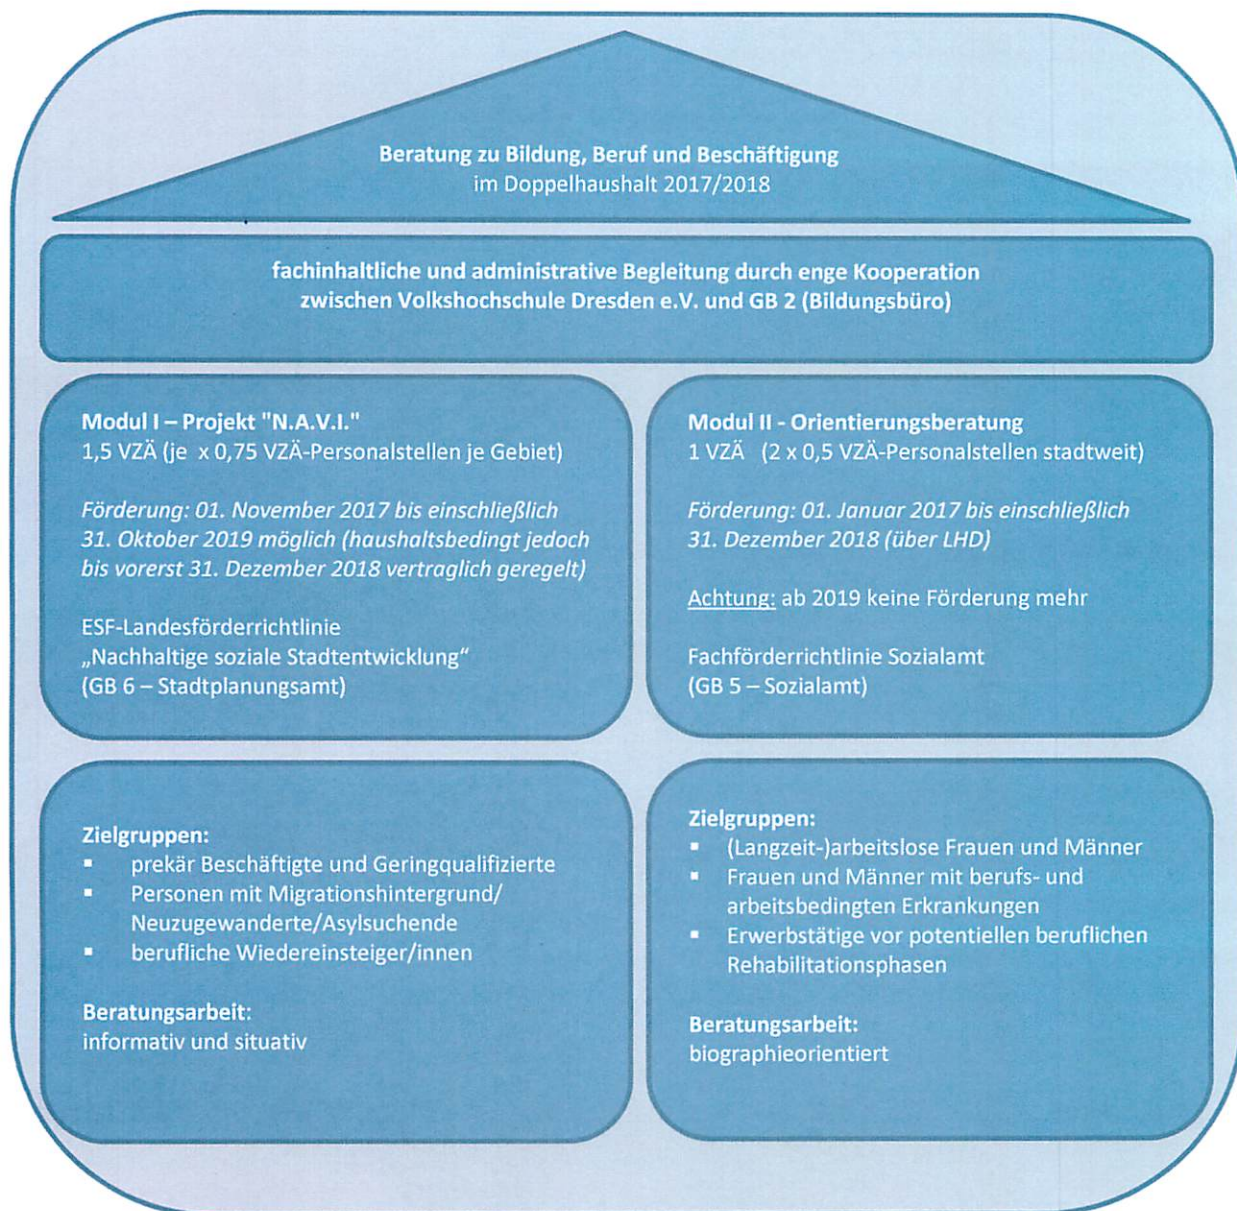 Beratung zu Bildung, Beruf und Beschäftigung
im Doppelhaushalt 2017/2018
fachinhaltliche und administrative Begleitung durch enge Kooperation
zwischen Volkshochschule Dresden e.V. und GB 2 (Bildungsbüro)
Modul I – Projekt "N.A.V.I."
1,5 VZÄ (je  x 0,75 VZÄ-Personalstellen je Gebiet)
Förderung: 01. November 2017 bis einschließlich
31. Oktober 2019 möglich (haushaltsbedingt jedoch
bis vorerst 31. Dezember 2018 vertraglich geregelt)
ESF-Landesförderrichtlinie
„Nachhaltige soziale Stadtentwicklung“
(GB 6 – Stadtplanungsamt)
Modul II - Orientierungsberatung
1 VZÄ   (2 x 0,5 VZÄ-Personalstellen stadtweit)
Förderung: 01. Januar 2017 bis einschließlich
31. Dezember 2018 (über LHD)
Achtung: ab 2019 keine Förderung mehr
Fachförderrichtlinie Sozialamt
(GB 5 – Sozialamt)
Zielgruppen:
▪ prekär Beschäftigte und Geringqualifizierte
▪ Personen mit Migrationshintergrund/
Neuzugewanderte/Asylsuchende
▪ berufliche Wiedereinsteiger/innen
Beratungsarbeit:
informativ und situativ
Zielgruppen:
▪ (Langzeit-)arbeitslose Frauen und Männer
▪ Frauen und Männer mit berufs- und
arbeitsbedingten Erkrankungen
▪ Erwerbstätige vor potentiellen beruflichen
Rehabilitationsphasen
Beratungsarbeit:
biographieorientiert